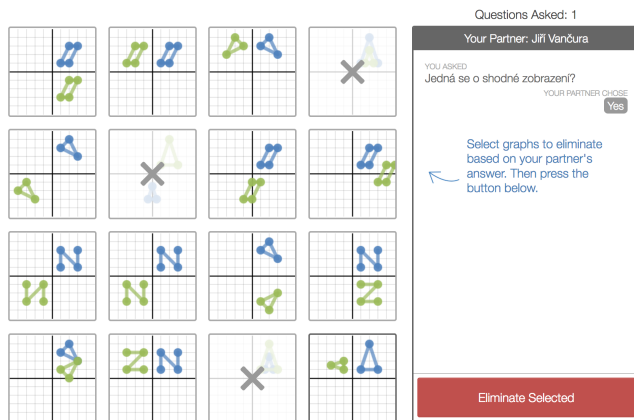 Questions Asked: 1
Your Partner: Jiří Vančura
YOU ASKED
Jedná se o shodné zobrazení?
YOUR PARTNER CHOSE
Yes
Select graphs to eliminate
based on your partner's
answer. Then press the
button below.
Eliminate Selected